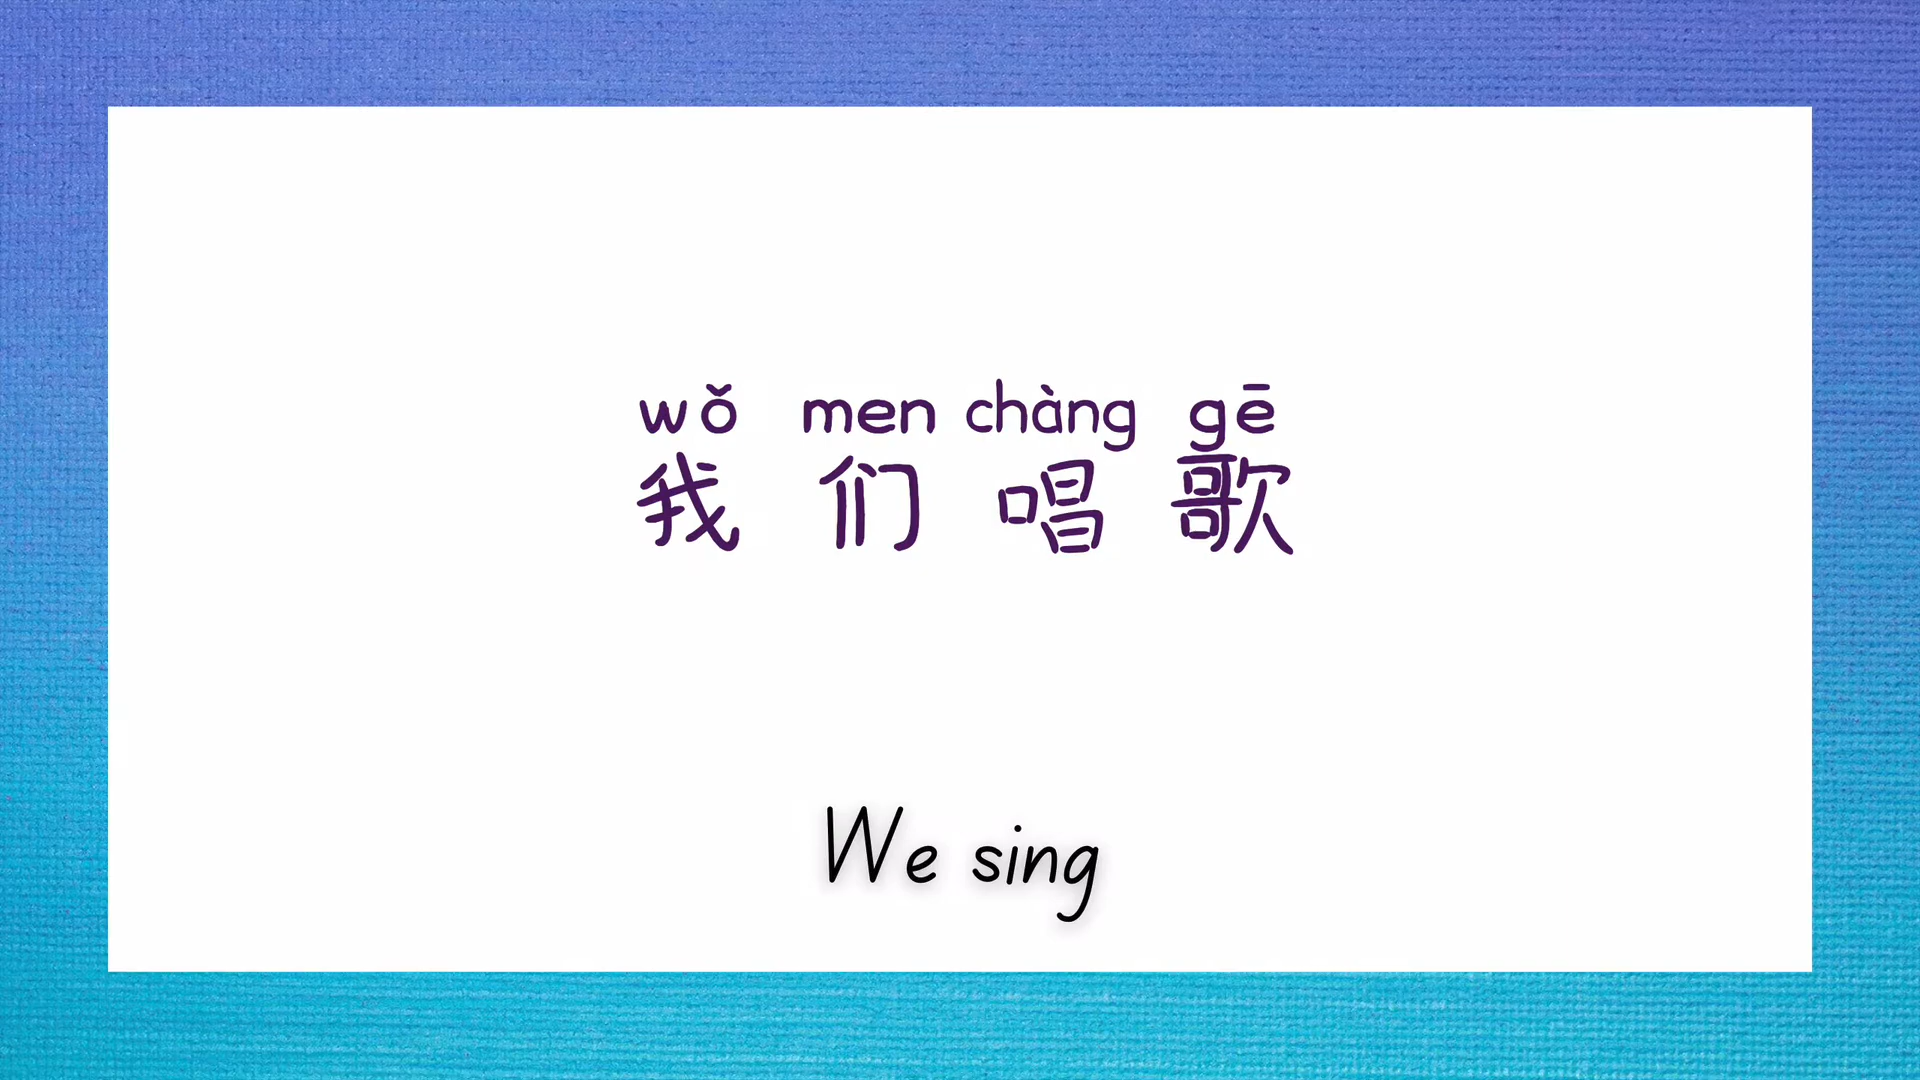 wǒ men chàng gē
我 们 唱 歌
We sing